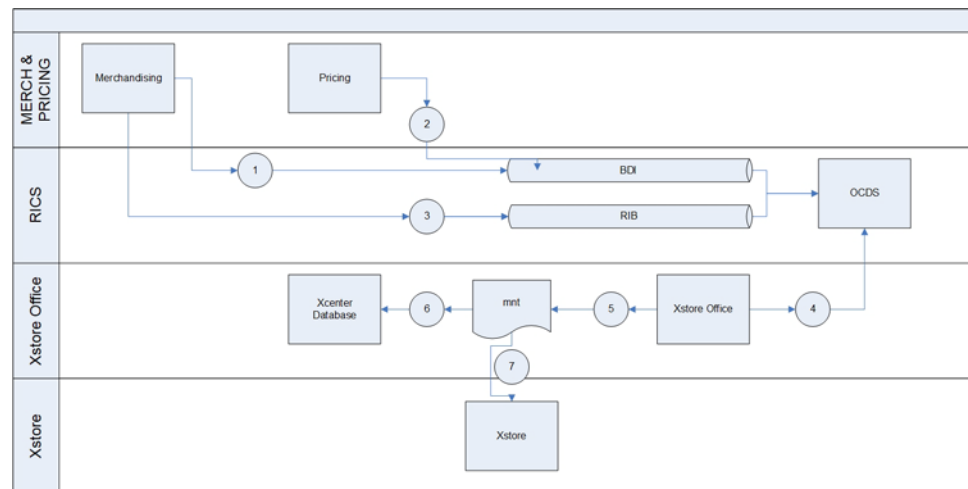 MERCH &
PRICING
Merchandising
Pricing
2
RICS
1
BDI
3
RIB
OCDS
Xstore Office
Xcenter
Database
6
mnt
5
Xstore Office
4
7
Xstore
Xstore